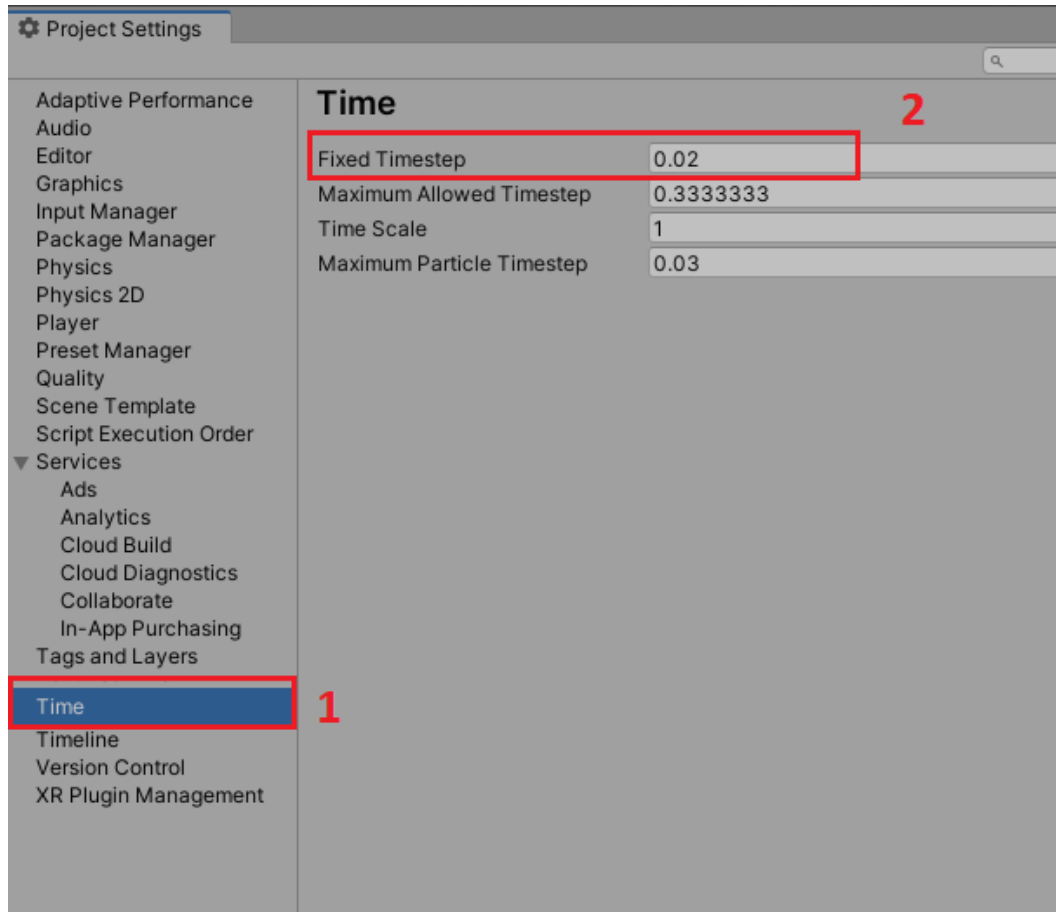 Project Settings
Adaptive Performance
Audio
Editor
Graphics
Input Manager
Package Manager
Physics
Physics 2D
Player
Preset Manager
Quality
Scene Template
Script Execution Order
Services
Ads
Analytics
Cloud Build
Cloud Diagnostics
Collaborate
In-App Purchasing
Tags and Layers
Time
1
Timeline
Version Control
XR Plugin Management
Time
2
Fixed Timestep 0.02
Maximum Allowed Timestep 0.3333333
Time Scale 1
Maximum Particle Timestep 0.03